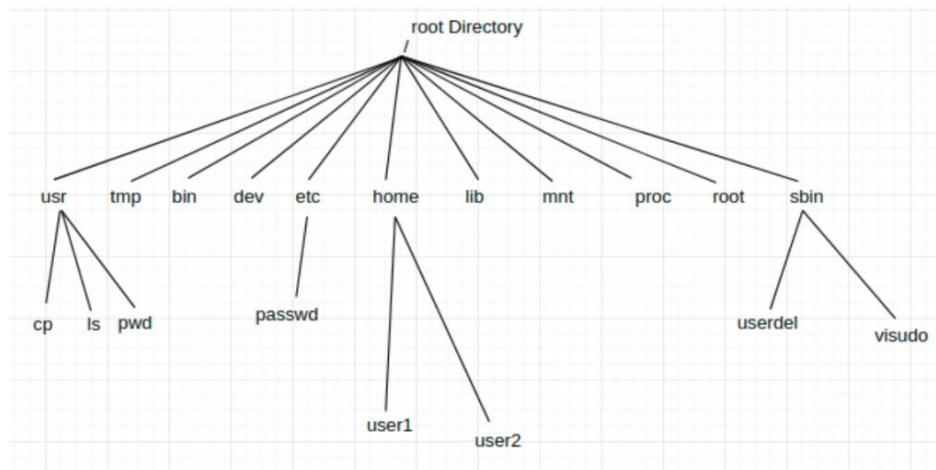 root Directory
/
usr tmp bin dev etc home lib mnt proc root sbin
cp ls pwd passwd userdel visudo
user1 user2